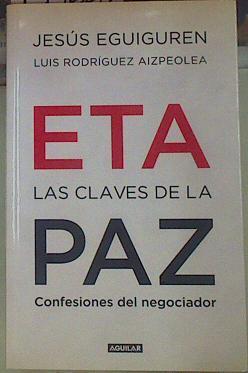 JESÚS EGUIGUREN
LUIS RODRÍGUEZ AIZPEOLEA
ETA
LAS CLAVES DE LA
PAZ
Confesiones del negociador
AGUILAR